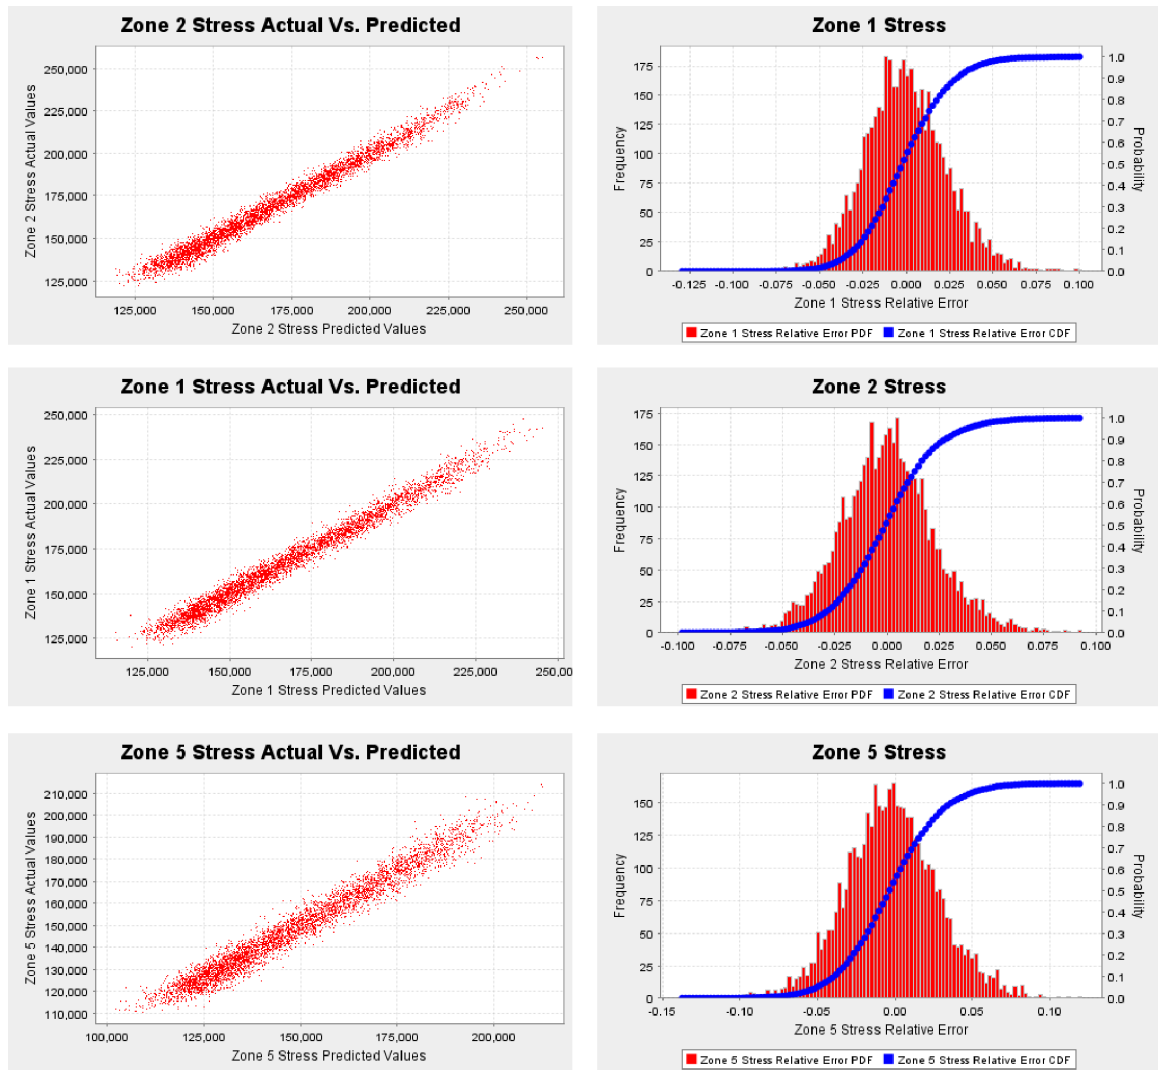 Zone 2 Stress Actual Vs. Predicted
Zone 2 Stress Actual Values
250,000
225,000
200,000
175,000
150,000
125,000
125,000 150,000 175,000 200,000 225,000 250,000
Zone 2 Stress Predicted Values
Zone 1 Stress
Frequency
175
150
125
100
75
50
25
0
1.0
0.9
0.8
0.7
0.6
0.5
0.4
0.3
0.2
0.1
0.0
Probability
-0.125 -0.100 -0.075 -0.050 -0.025 0.000 0.025 0.050 0.075 0.100
Zone 1 Stress Relative Error
Zone 1 Stress Relative Error PDF Zone 1 Stress Relative Error CDF
Zone 1 Stress Actual Vs. Predicted
Zone 1 Stress Actual Values
250,000
225,000
200,000
175,000
150,000
125,000
125,000 150,000 175,000 200,000 225,000 250,000
Zone 1 Stress Predicted Values
Zone 2 Stress
Frequency
175
150
125
100
75
50
25
0
1.0
0.9
0.8
0.7
0.6
0.5
0.4
0.3
0.2
0.1
0.0
Probability
-0.100 -0.075 -0.050 -0.025 0.000 0.025 0.050 0.075 0.100
Zone 2 Stress Relative Error
Zone 2 Stress Relative Error PDF Zone 2 Stress Relative Error CDF
Zone 5 Stress Actual Vs. Predicted
Zone 5 Stress Actual Values
210,000
200,000
190,000
180,000
170,000
160,000
150,000
140,000
130,000
120,000
110,000
100,000 125,000 150,000 175,000 200,000
Zone 5 Stress Predicted Values
Zone 5 Stress
Frequency
150
125
100
75
50
25
0
1.0
0.9
0.8
0.7
0.6
0.5
0.4
0.3
0.2
0.1
0.0
Probability
-0.15 -0.10 -0.05 0.00 0.05 0.10
Zone 5 Stress Relative Error
Zone 5 Stress Relative Error PDF Zone 5 Stress Relative Error CDF